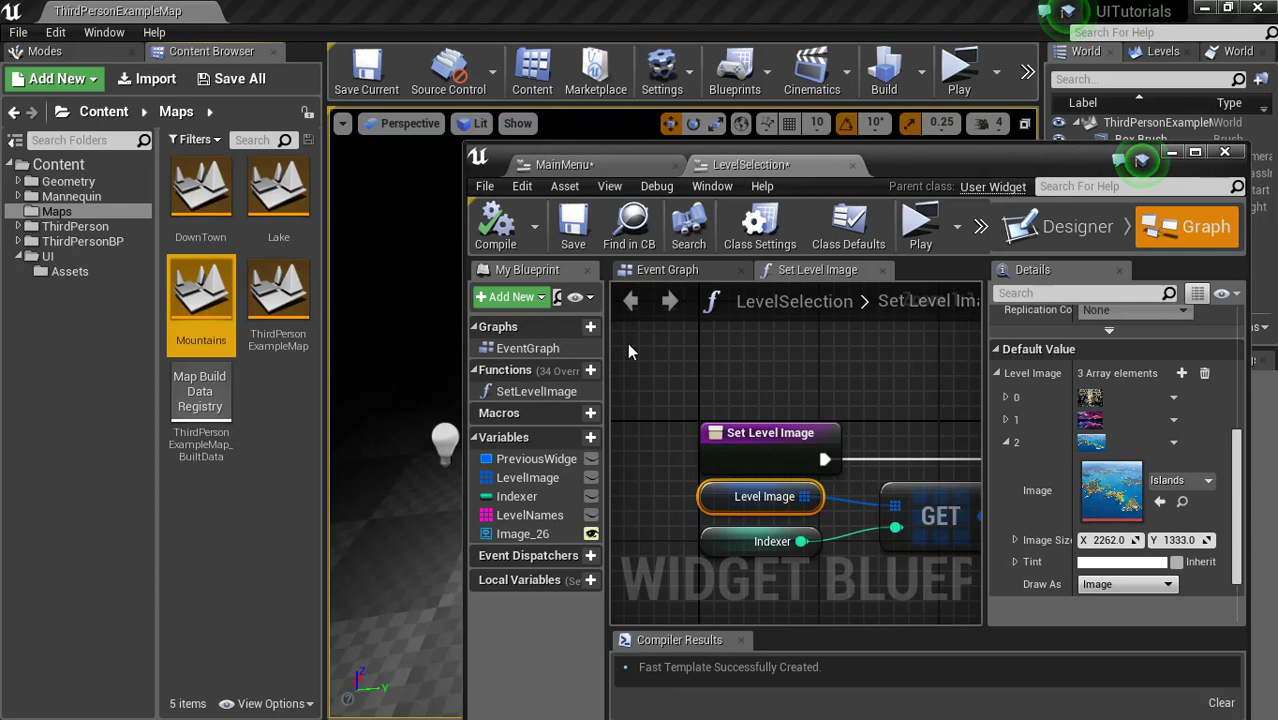 ThirdPersonExampleMap
UITutorials
File Edit Window Help
Search For Help
Modes
Content Browser
World
Levels
World
Add New
Import
Save All
Save Current
Source Control
Content
Marketplace
Settings
Blueprints
Cinematics
Build
Play
Search...
Label
Type
ThirdPersonExampleI World
Content
Maps
Search Folders
Filters
Search
Perspective
Lit
Show
10
10°
0.25
4
Content
Geometry
Mannequin
Maps
ThirdPerson
ThirdPersonBP
UI
Assets
DownTown
Lake
Mountains
ThirdPerson
ExampleMap
Map Build
Data
Registry
ThirdPerson
ExampleMap_
BuiltData
5 items
View Options
MainMenu*
LevelSelection*
File Edit Asset View Debug Window Help
Parent class: User Widget
Search For Help
Compile
Save
Find in CB
Search
Class Settings
Class Defaults
Play
Designer
Graph
My Blueprint
Event Graph
Set Level Image
Details
Add New
LevelSelection > Set Level Ima
Search
Graphs
EventGraph
Functions (34 Overr
SetLevelImage
Macros
Variables
PreviousWidge
LevelImage
Indexer
LevelNames
Image_26
Event Dispatchers
Local Variables (Se
Set Level Image
Level Image
Indexer
GET
WIDGET BLUEP
Replication Co None
Default Value
Level Image 3 Array elements
0
1
2
Image
Islands
Image Siz X 2262.0 Y 1333.0
Tint
Inherit
Draw As Image
Compiler Results
Fast Template Successfully Created.
Clear